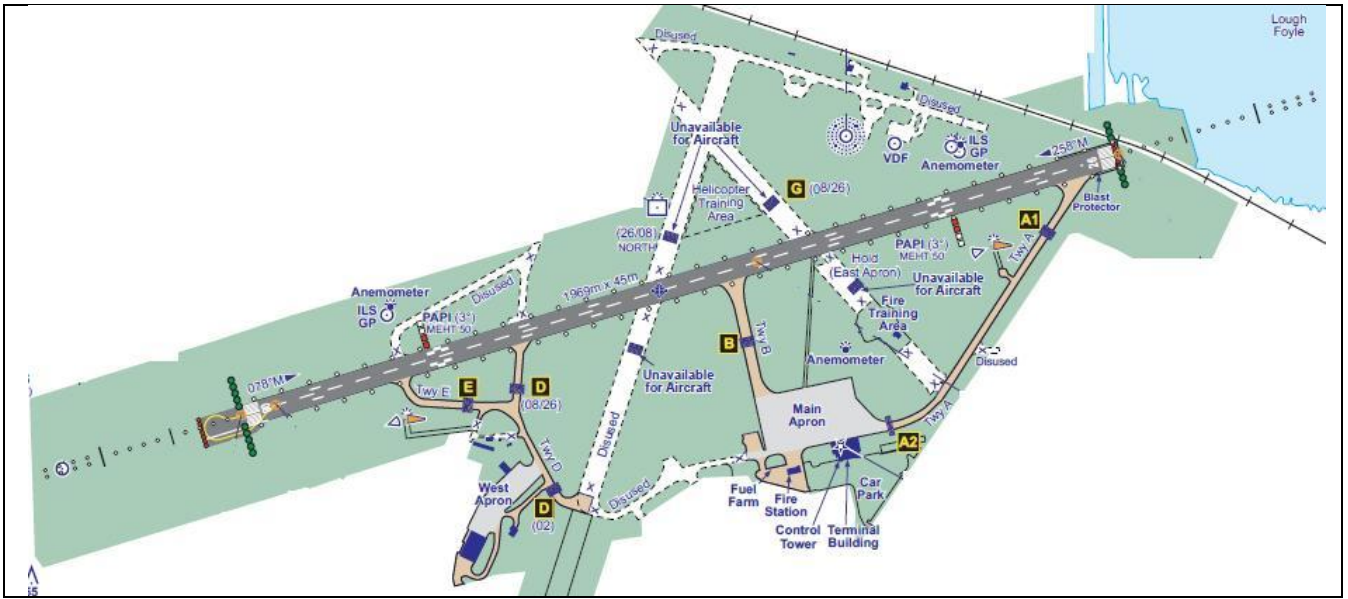 Lough
Foyle
Disused
Disused
Unavailable
for Aircraft
VDF
ILS
GP
Anemometer
258°M
Blast
Protector
G (08/26)
Helicopter
Training
Area
(26/08)
NORTH
A1
Twy A
PAPI (3°)
MEHT 50
Hold
(East Apron)
Unavailable
for Aircraft
Fire
Training
Area
Disused
1969m x 45m
Anemometer
ILS
GP
PAPI (3°)
MEHT 50
Disused
078°M
Twy E
E
D
(08/26)
B
Twy B
Unavailable
for Aircraft
Anemometer
Disused
Main
Apron
Twy A
A2
Twy D
West
Apron
D
(02)
Disused
Fuel
Farm
Fire
Station
Control
Tower
Terminal
Building
Car
Park